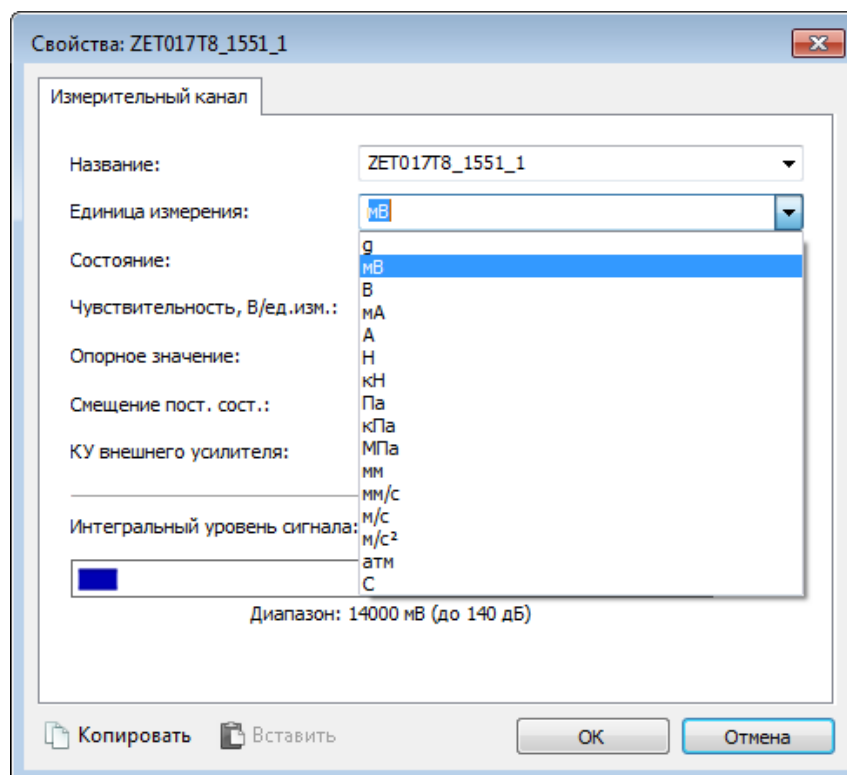 Свойства: ZET017T8_1551_1
Измерительный канал
Название: ZET017T8_1551_1
Единица измерения: мВ
g
Состояние:
мВ
В
Чувствительность, В/ед.изм.:
мА
А
Опорное значение:
Н
кН
Смещение пост. сост.:
Па
кПа
КУ внешнего усилителя:
МПа
мм
мм/с
м/с
Интегральный уровень сигнала:
м/с²
атм
С
Диапазон: 14000 мВ (до 140 дБ)
Копировать Вставить OK Отмена